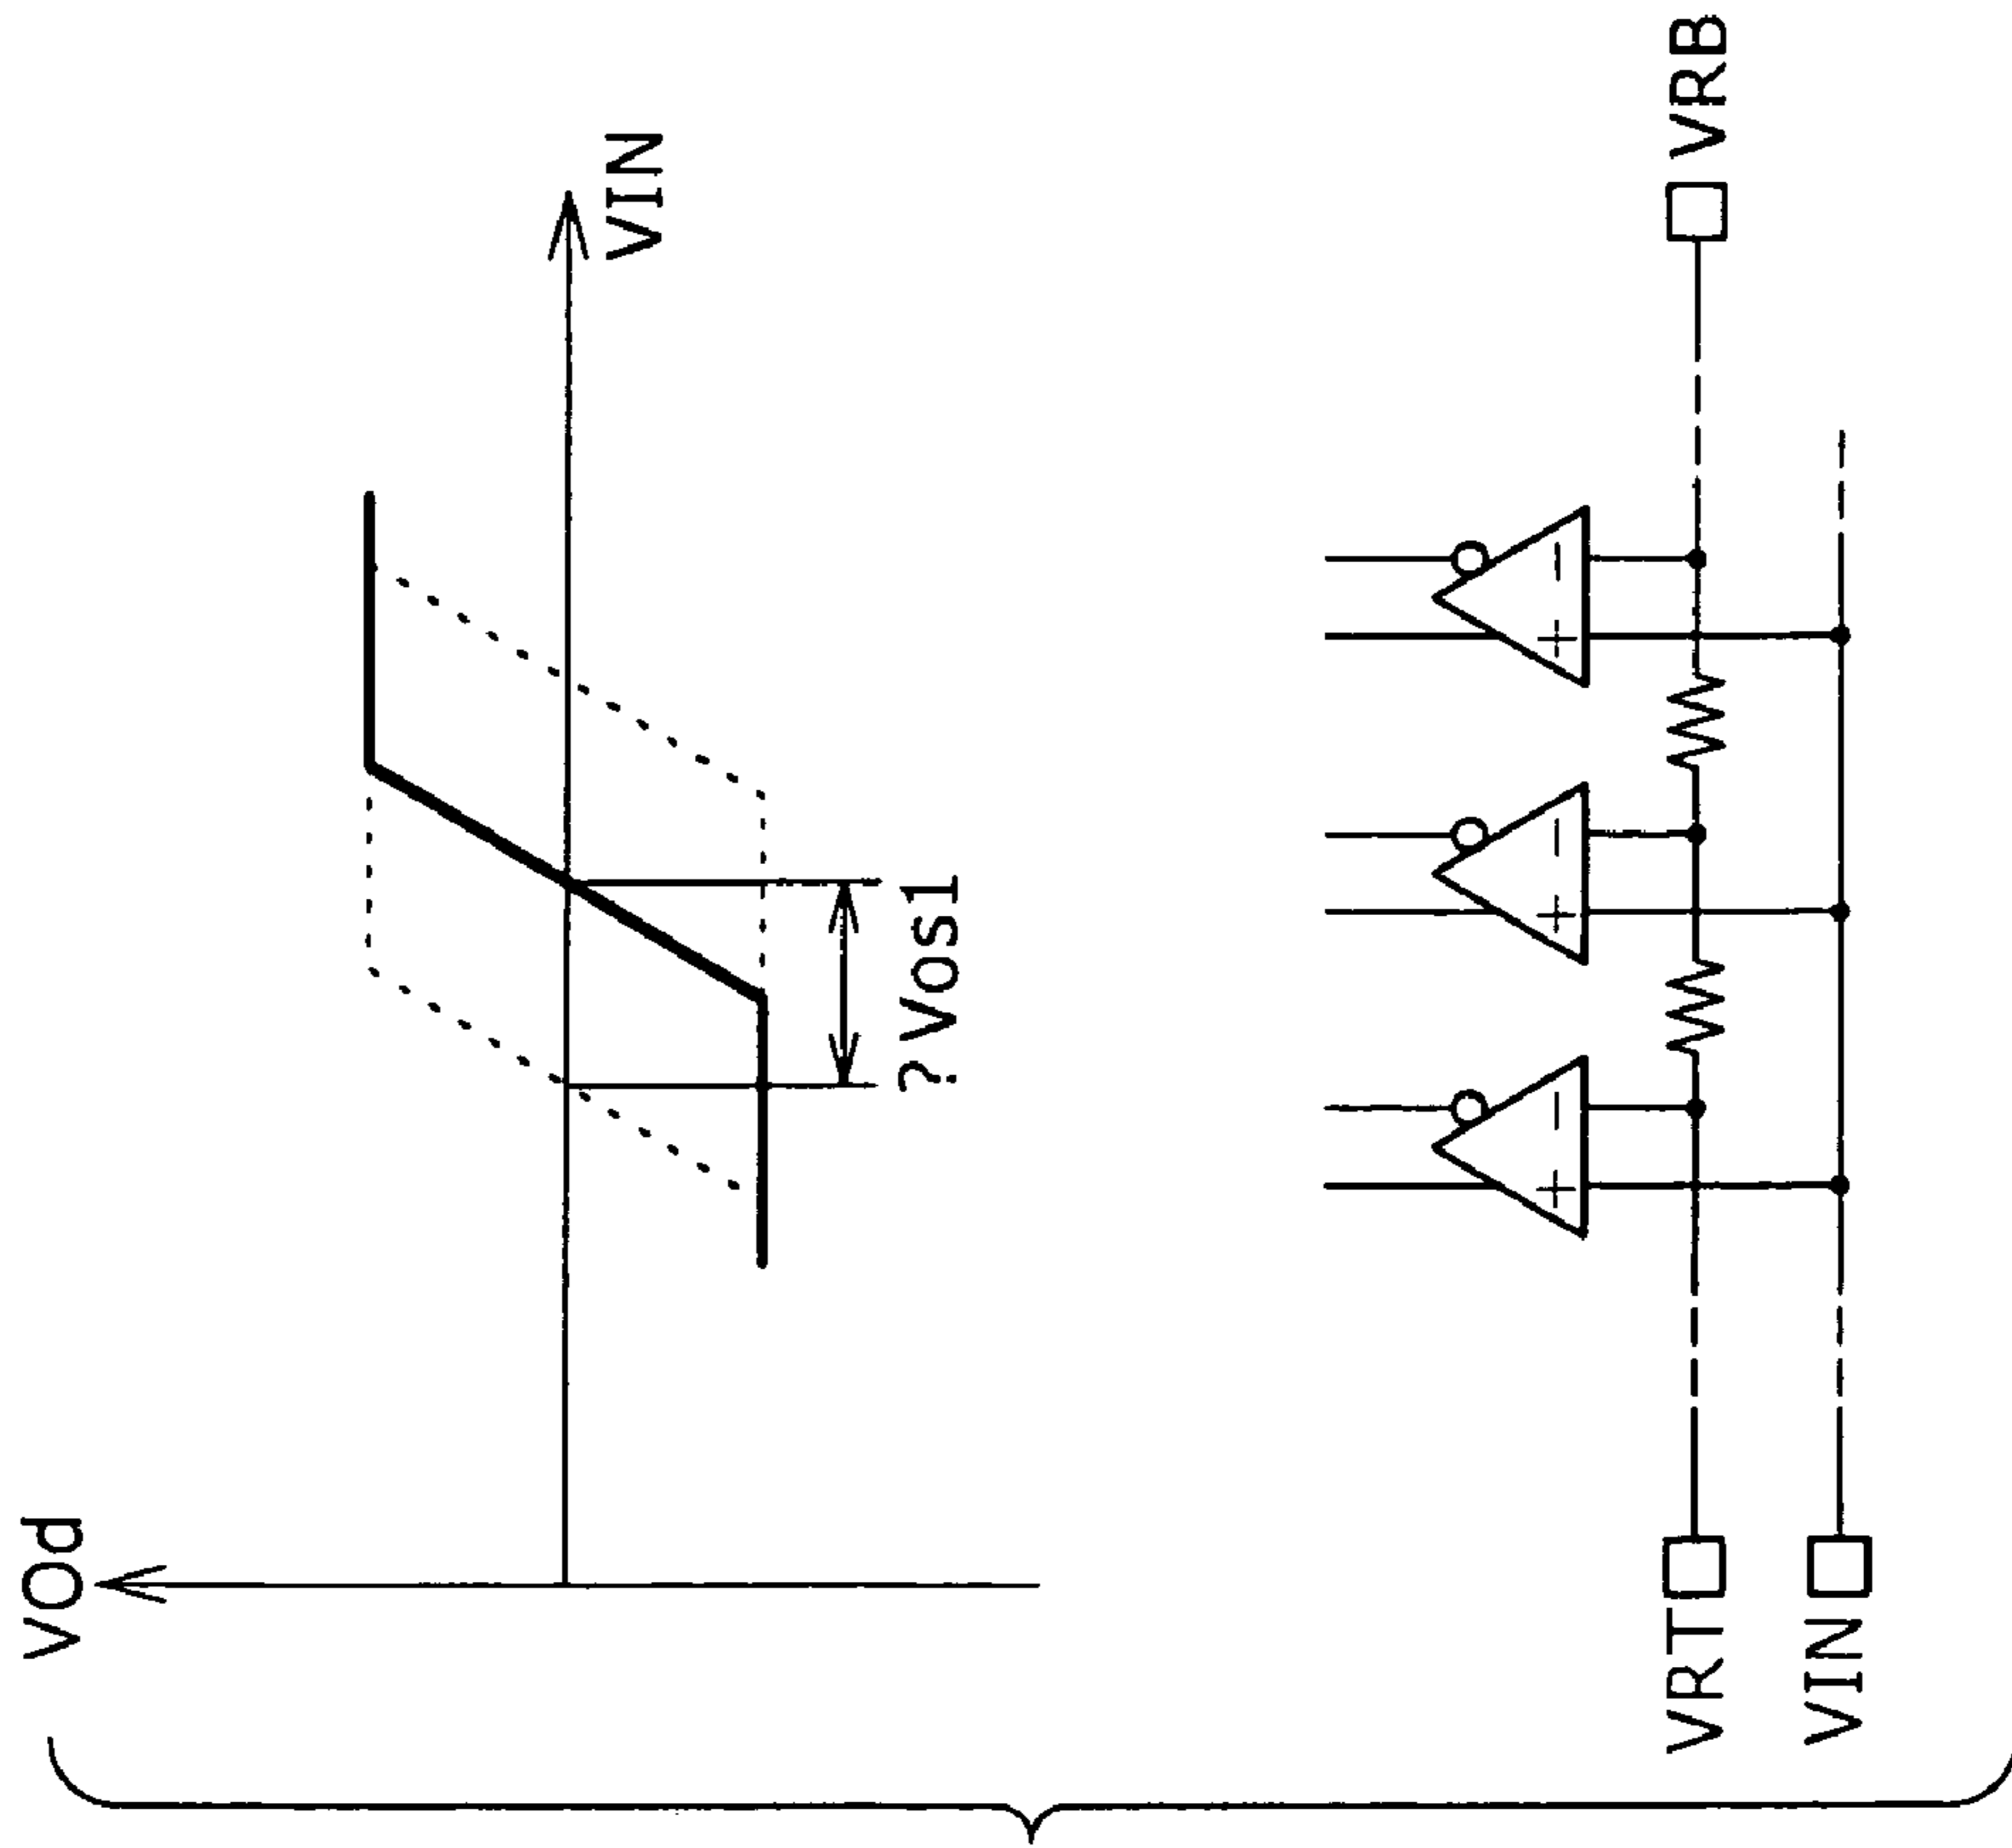 VOd
VIN
? Vos1
+ −
+ −
+ −
VRT
VRB
VIN